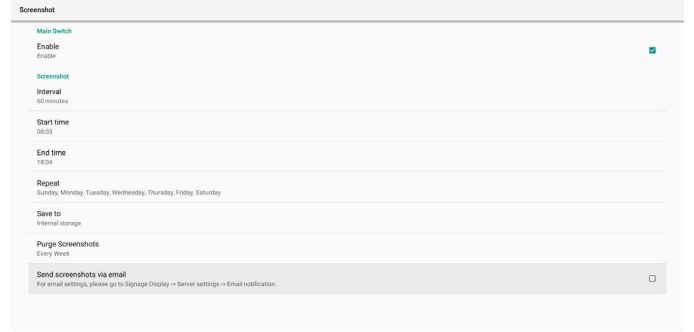 Screenshot
Main Switch
Enable
Enable
Screenshot
Interval
60 minutes
Start time
08:03
End time
18:04
Repeat
Sunday, Monday, Tuesday, Wednesday, Thursday, Friday, Saturday
Save to
Internal storage
Purge Screenshots
Every Week
Send screenshots via email
For email settings, please go to Signage Display -> Server settings -> Email notification.